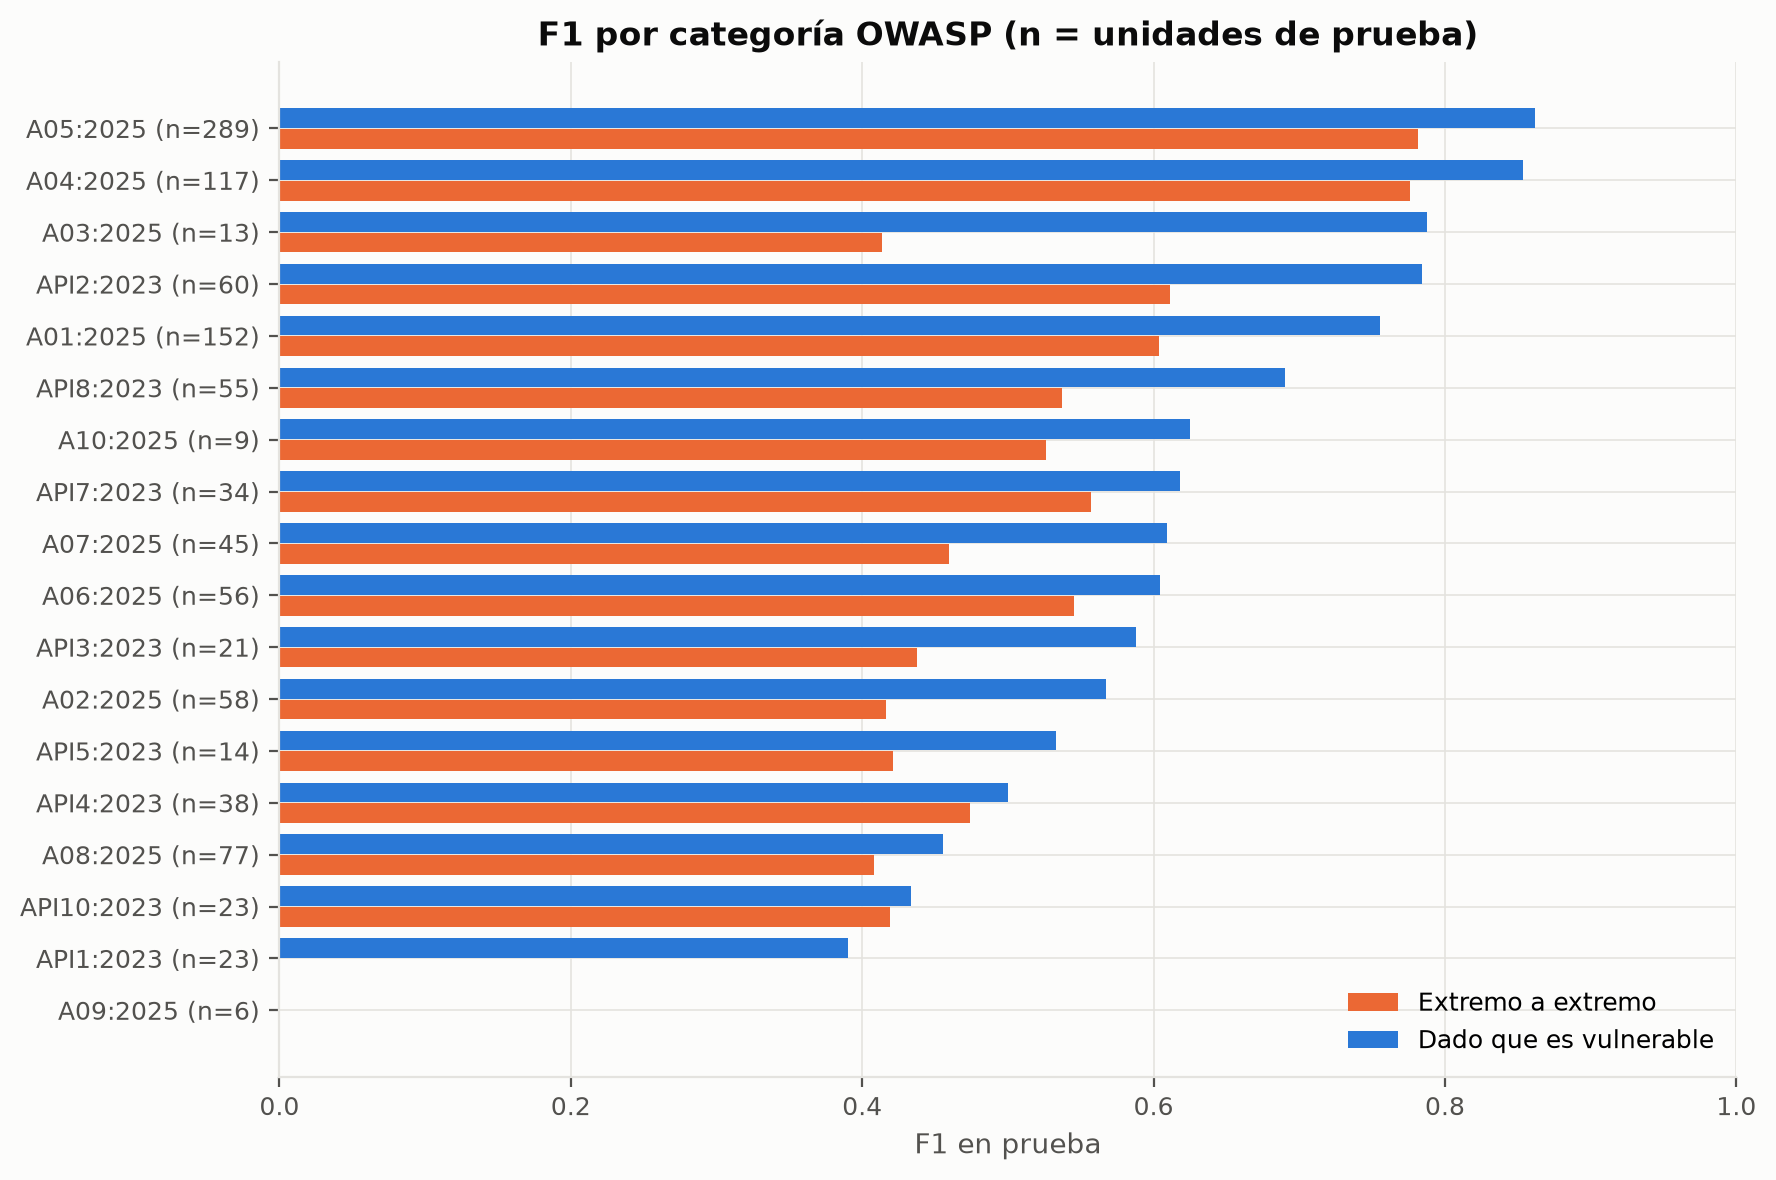 F1 por categoría OWASP (n = unidades de prueba)
A05:2025 (n=289)
A04:2025 (n=117)
A03:2025 (n=13)
API2:2023 (n=60)
A01:2025 (n=152)
API8:2023 (n=55)
A10:2025 (n=9)
API7:2023 (n=34)
A07:2025 (n=45)
A06:2025 (n=56)
API3:2023 (n=21)
A02:2025 (n=58)
API5:2023 (n=14)
API4:2023 (n=38)
A08:2025 (n=77)
API10:2023 (n=23)
API1:2023 (n=23)
A09:2025 (n=6)
Extremo a extremo
Dado que es vulnerable
0.0 0.2 0.4 0.6 0.8 1.0
F1 en prueba